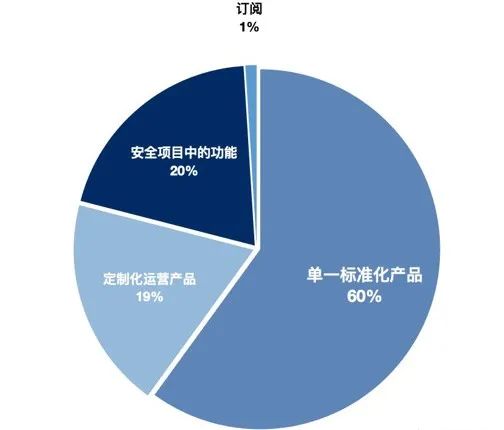 订阅
1%
安全项目中的功能
20%
定制化运营产品
19%
单一标准化产品
60%